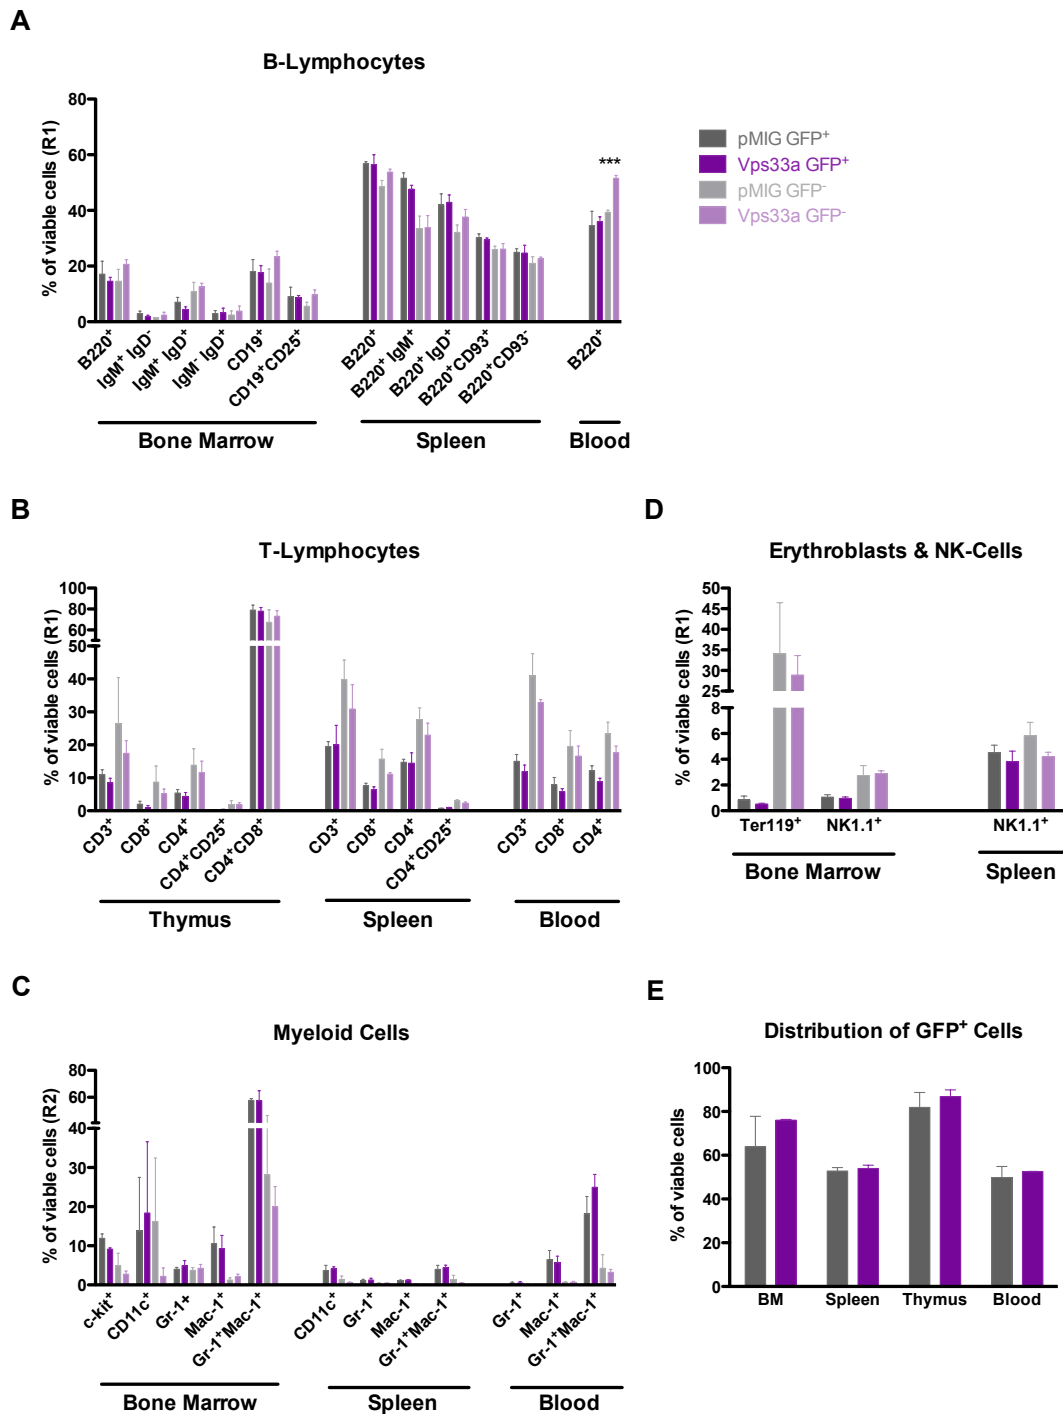 A
B-Lymphocytes
% of viable cells (R1)
80
60
40
20
0
***
pMIG GFP⁺
Vps33a GFP⁺
pMIG GFP⁻
Vps33a GFP⁻
B220⁺
IgM⁺ IgD⁻
IgM⁺ IgD⁺
IgM⁻ IgD⁺
CD19⁺
CD19⁺CD25⁺
B220⁺
B220⁺ IgM⁺
B220⁺ IgD⁺
B220⁺CD93⁺
B220⁺CD93⁻
B220⁺
Bone Marrow
Spleen
Blood
B
T-Lymphocytes
% of viable cells (R1)
100
80
60
50
40
30
20
10
0
CD3⁺
CD8⁺
CD4⁺
CD4⁺CD25⁺
CD4⁺CD8⁺
CD3⁺
CD8⁺
CD4⁺
CD4⁺CD25⁺
CD3⁺
CD8⁺
CD4⁺
Thymus
Spleen
Blood
D
Erythroblasts & NK-Cells
% of viable cells (R1)
50
45
40
35
30
25
8
6
4
2
0
Ter119⁺
NK1.1⁺
NK1.1⁺
Bone Marrow
Spleen
C
Myeloid Cells
% of viable cells (R2)
80
60
40
30
20
10
0
c-kit⁺
CD11c⁺
Gr-1+
Mac-1⁺
Gr-1⁺Mac-1⁺
CD11c⁺
Gr-1⁺
Mac-1⁺
Gr-1⁺Mac-1⁺
Gr-1⁺
Mac-1⁺
Gr-1⁺Mac-1⁺
Bone Marrow
Spleen
Blood
E
Distribution of GFP⁺ Cells
% of viable cells
100
80
60
40
20
0
BM
Spleen
Thymus
Blood